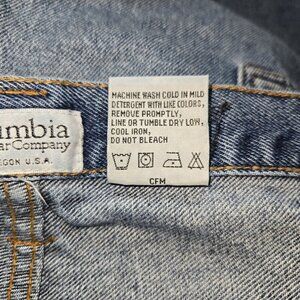 umbia
ar Company
EGON U.S.A.
MACHINE WASH COLD IN MILD
DETERGENT WITH LIKE COLORS,
REMOVE PROMPTLY,
LINE OR TUMBLE DRY LOW,
COOL IRON,
DO NOT BLEACH
CFM